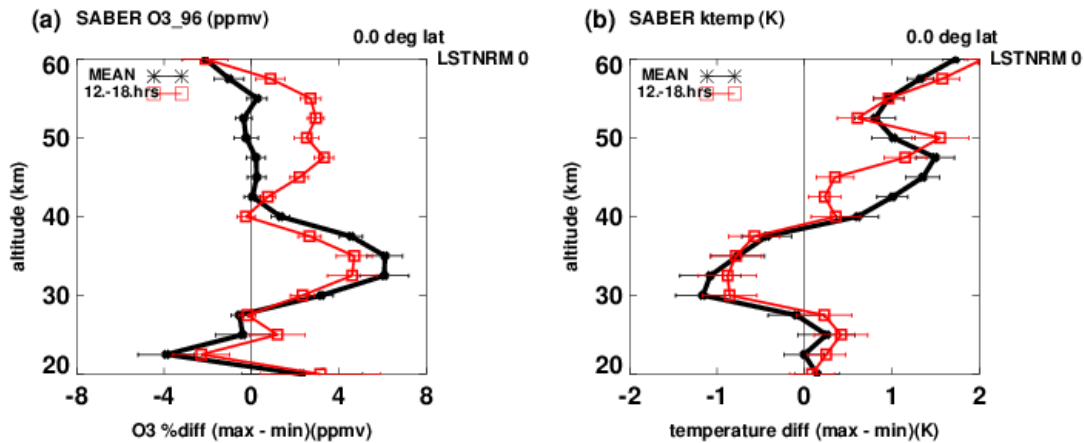 (a) SABER O3_96 (ppmv)
0.0 deg lat
LSTNRM 0
MEAN
12.-18.hrs
60
50
40
30
20
altitude (km)
-8 -4 0 4 8
O3 %diff (max - min)(ppmv)
(b) SABER ktemp (K)
0.0 deg lat
LSTNRM 0
MEAN
12.-18.hrs
60
50
40
30
20
altitude (km)
-2 -1 0 1 2
temperature diff (max - min)(K)